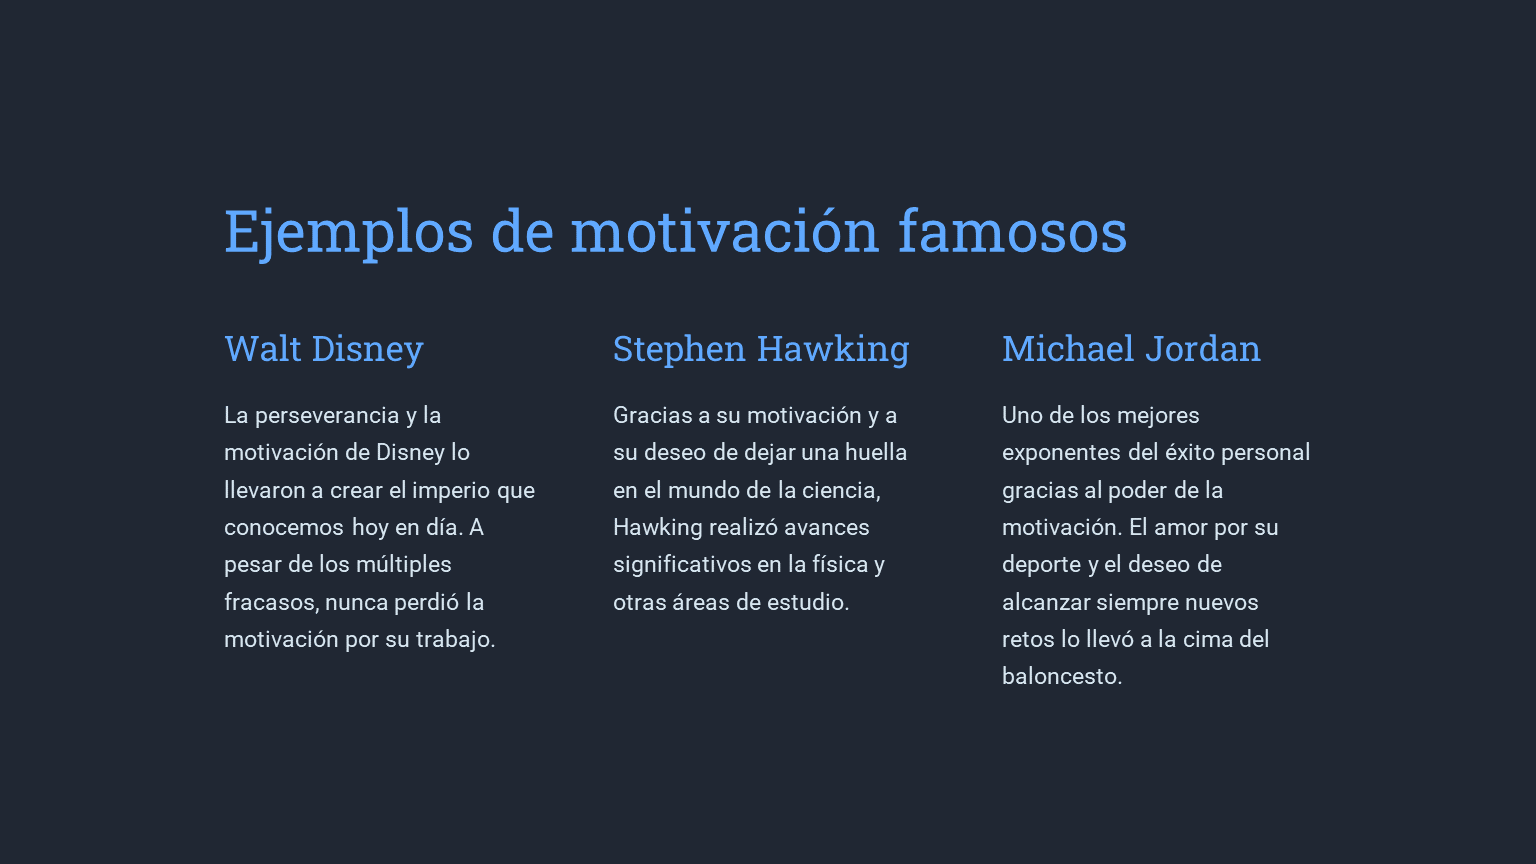 Ejemplos de motivación famosos
Walt Disney
La perseverancia y la
motivación de Disney lo
llevaron a crear el imperio que
conocemos hoy en día. A
pesar de los múltiples
fracasos, nunca perdió la
motivación por su trabajo.
Stephen Hawking
Gracias a su motivación y a
su deseo de dejar una huella
en el mundo de la ciencia,
Hawking realizó avances
significativos en la física y
otras áreas de estudio.
Michael Jordan
Uno de los mejores
exponentes del éxito personal
gracias al poder de la
motivación. El amor por su
deporte y el deseo de
alcanzar siempre nuevos
retos lo llevó a la cima del
baloncesto.